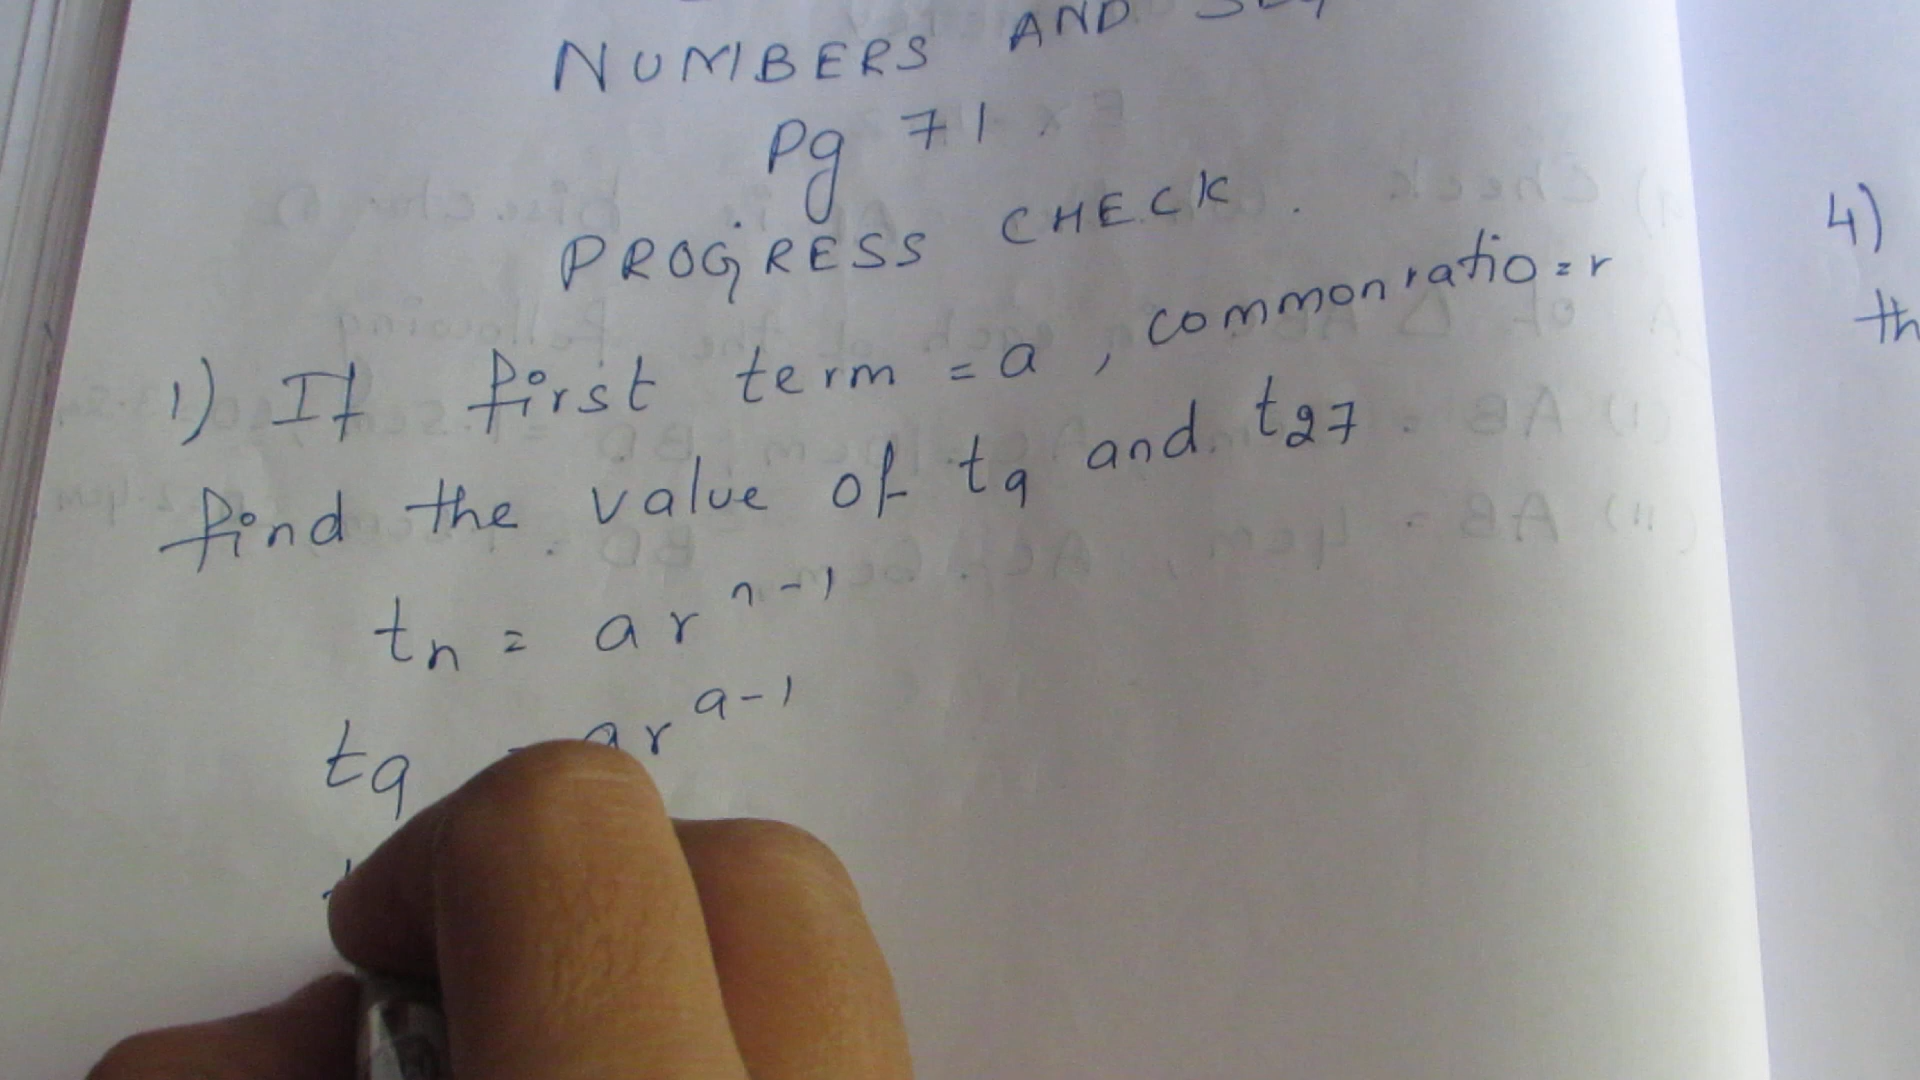 NUMBERS AND
Pg 71
PROGRESS CHECK.
1) If first term = a, common ratio = r
find the value of t9 and t27
tn = ar^n-1
t9 = ar^9-1
t
4)
th